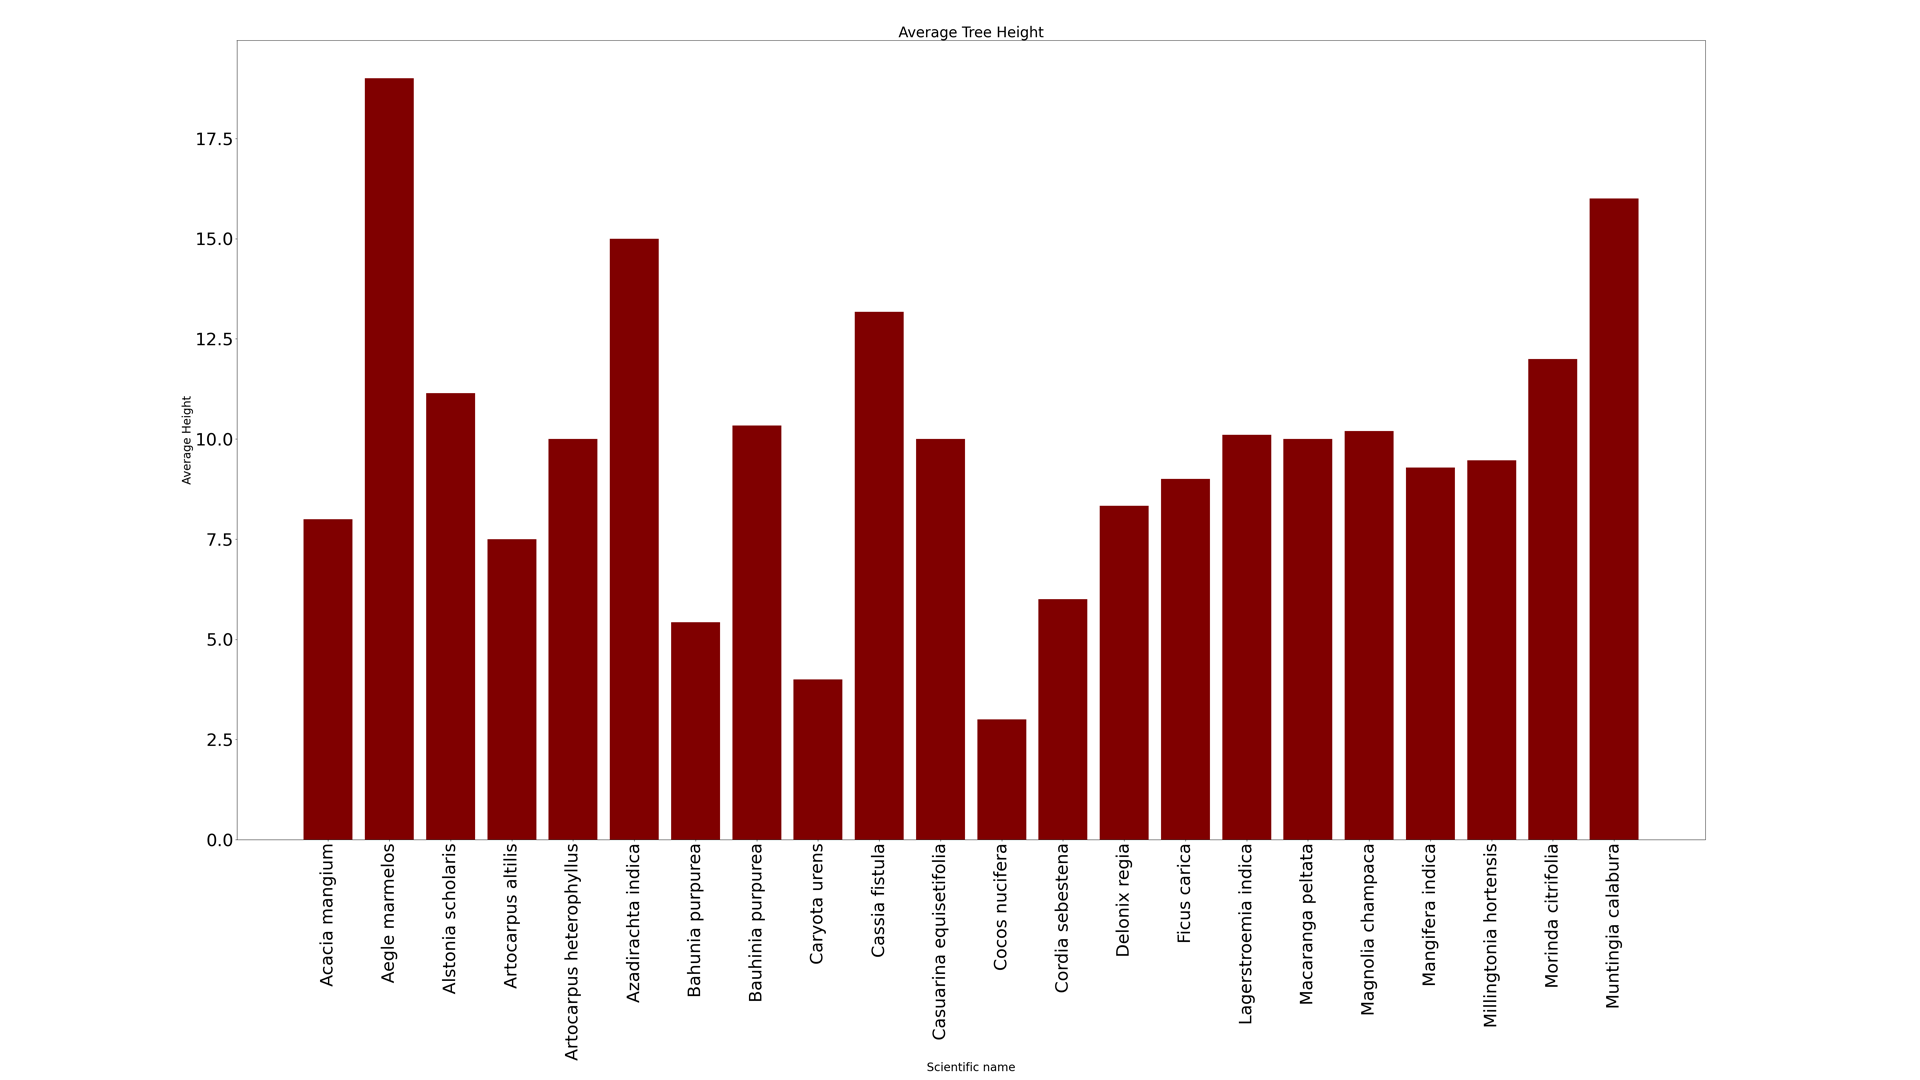 Average Tree Height
Average Height
17.5
15.0
12.5
10.0
7.5
5.0
2.5
0.0
Acacia mangium
Aegle marmelos
Alstonia scholaris
Artocarpus altilis
Artocarpus heterophyllus
Azadirachta indica
Bahunia purpurea
Bauhinia purpurea
Caryota urens
Cassia fistula
Casuarina equisetifolia
Cocos nucifera
Cordia sebestena
Delonix regia
Ficus carica
Lagerstroemia indica
Macaranga peltata
Magnolia champaca
Mangifera indica
Millingtonia hortensis
Morinda citrifolia
Muntingia calabura
Scientific name